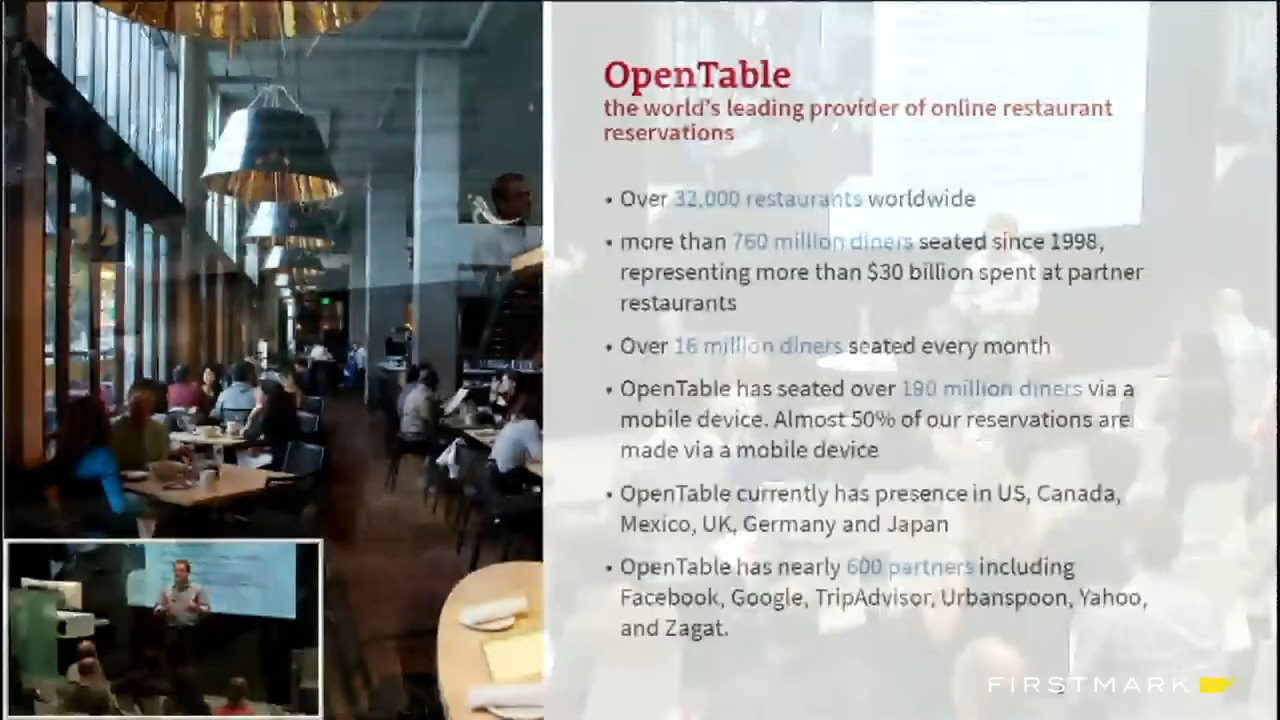 OpenTable
the world's leading provider of online restaurant
reservations
• Over 32,000 restaurants worldwide
• more than 760 million diners seated since 1998,
representing more than $30 billion spent at partner
restaurants
• Over 16 million diners seated every month
• OpenTable has seated over 190 million diners via a
mobile device. Almost 50% of our reservations are
made via a mobile device
• OpenTable currently has presence in US, Canada,
Mexico, UK, Germany and Japan
• OpenTable has nearly 600 partners including
Facebook, Google, TripAdvisor, Urbanspoon, Yahoo,
and Zagat.
FIRSTMARK